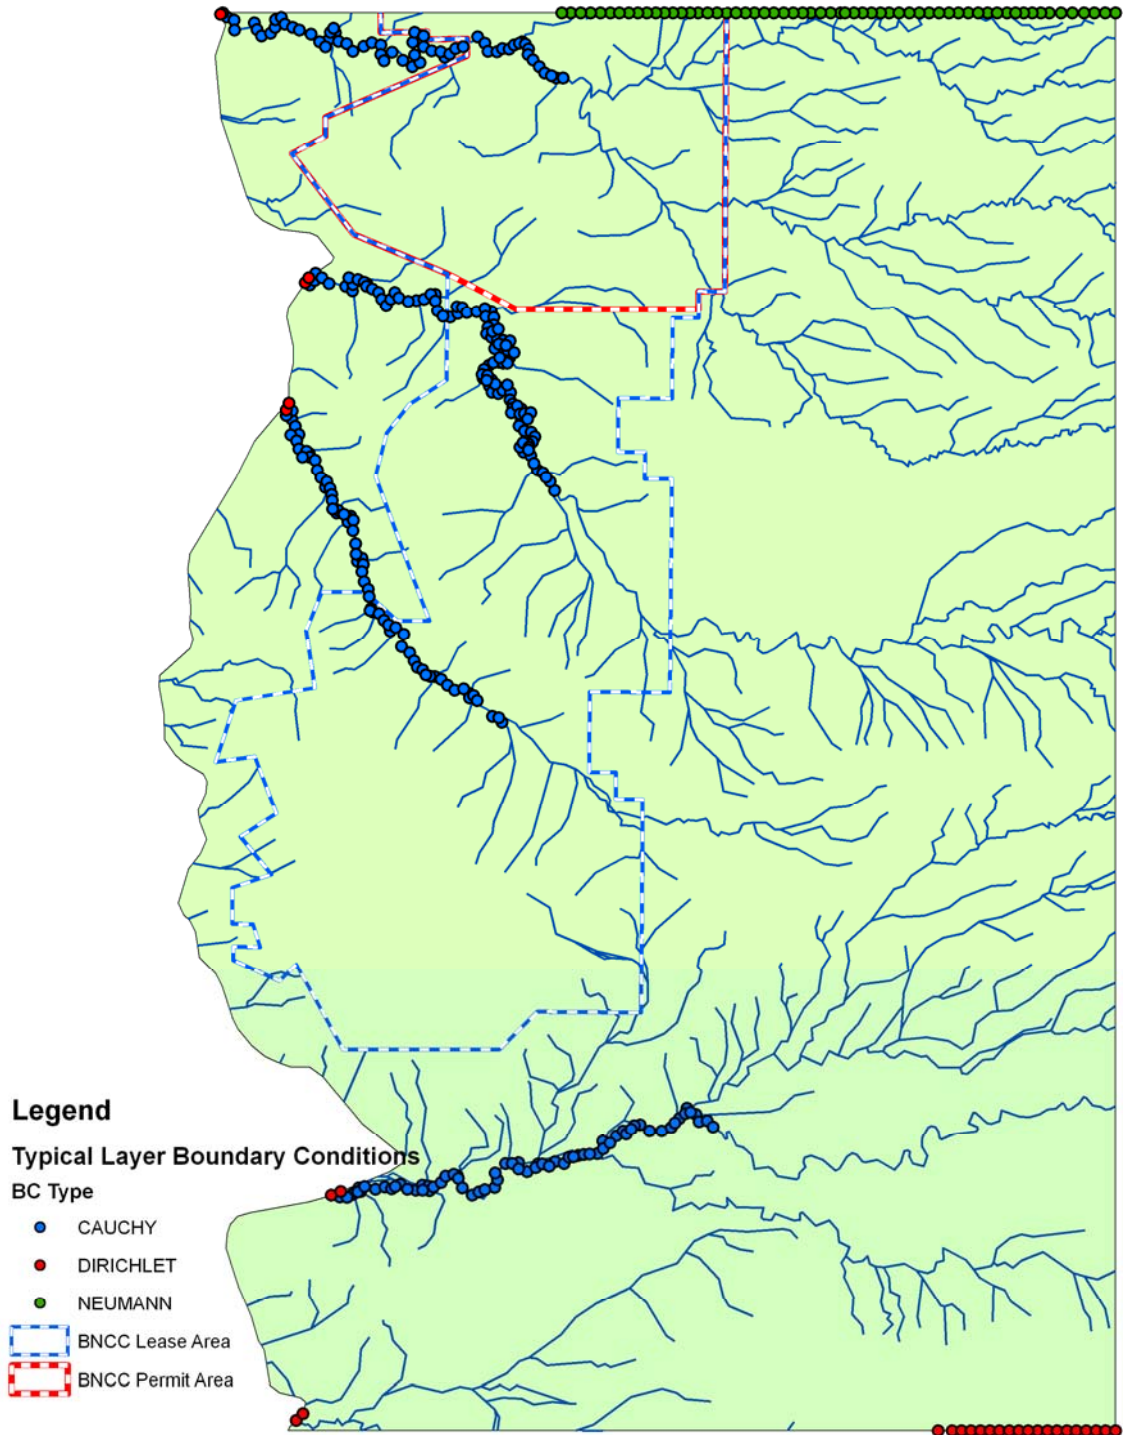 Legend
Typical Layer Boundary Conditions
BC Type
CAUCHY
DIRICHLET
NEUMANN
BNCC Lease Area
BNCC Permit Area